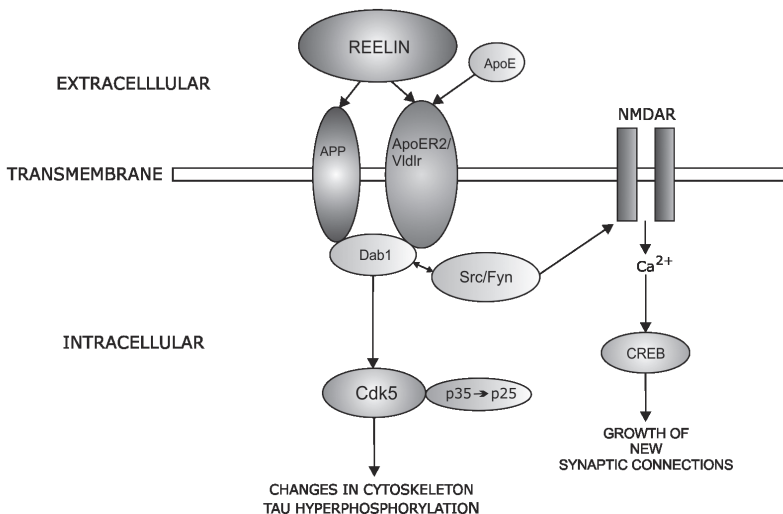 REELIN
ApoE
EXTRACELLLULAR
NMDAR
APP
ApoER2/
Vldlr
TRANSMEMBRANE
Dab1
Src/Fyn
Ca2+
INTRACELLULAR
CREB
Cdk5
p35 → p25
GROWTH OF
NEW
SYNAPTIC CONNECTIONS
CHANGES IN CYTOSKELETON
TAU HYPERPHOSPHORYLATION